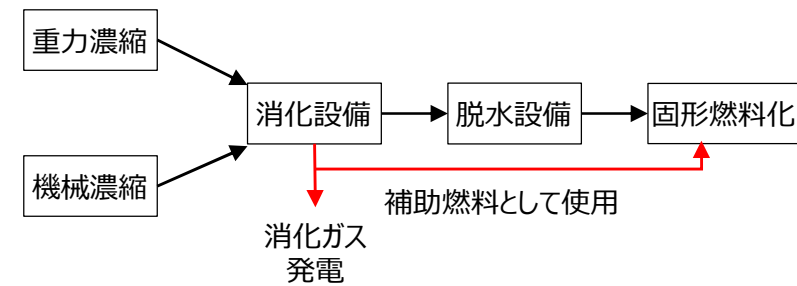 重力濃縮
消化設備
脱水設備
固形燃料化
機械濃縮
補助燃料として使用
消化ガス
発電